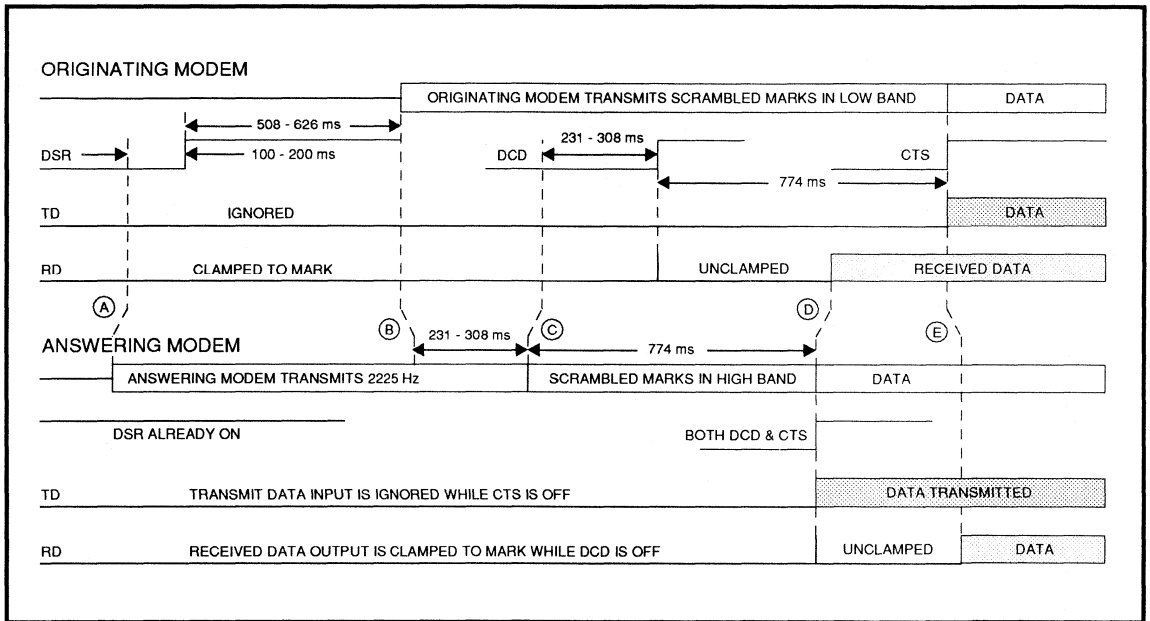 ORIGINATING MODEM
ORIGINATING MODEM TRANSMITS SCRAMBLED MARKS IN LOW BAND DATA
508 - 626 ms
231 - 308 ms
DSR 100 - 200 ms DCD CTS
774 ms
TD IGNORED DATA
RD CLAMPED TO MARK UNCLAMPED RECEIVED DATA
A B C D E
231 - 308 ms
ANSWERING MODEM 774 ms
ANSWERING MODEM TRANSMITS 2225 Hz SCRAMBLED MARKS IN HIGH BAND DATA
DSR ALREADY ON BOTH DCD & CTS
TD TRANSMIT DATA INPUT IS IGNORED WHILE CTS IS OFF DATA TRANSMITTED
RD RECEIVED DATA OUTPUT IS CLAMPED TO MARK WHILE DCD IS OFF UNCLAMPED DATA